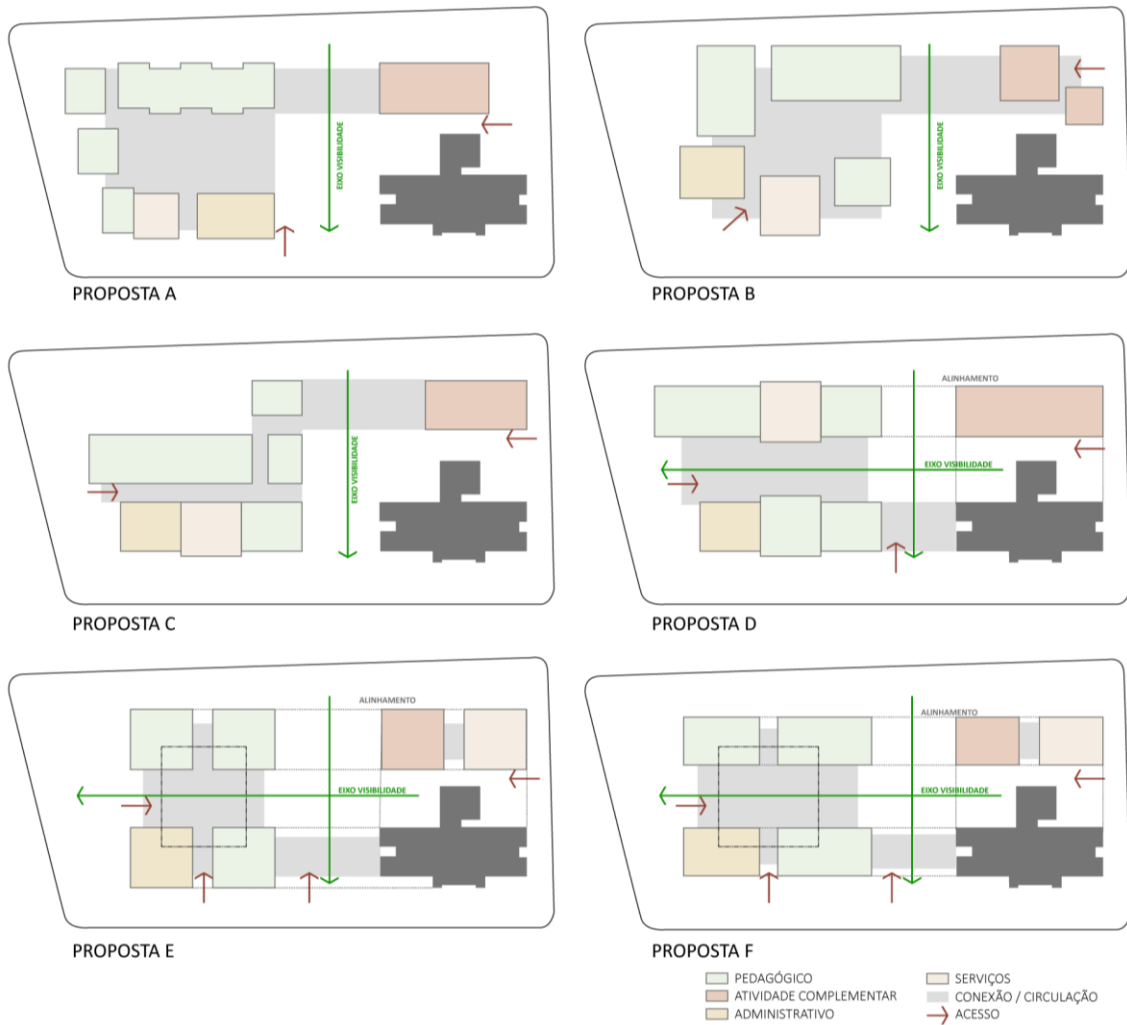 EIXO VISIBILIDADE
PROPOSTA A
EIXO VISIBILIDADE
PROPOSTA B
EIXO VISIBILIDADE
PROPOSTA C
ALINHAMENTO
EIXO VISIBILIDADE
PROPOSTA D
ALINHAMENTO
EIXO VISIBILIDADE
PROPOSTA E
ALINHAMENTO
EIXO VISIBILIDADE
PROPOSTA F
PEDAGÓGICO
ATIVIDADE COMPLEMENTAR
ADMINISTRATIVO
SERVIÇOS
CONEXÃO / CIRCULAÇÃO
ACESSO